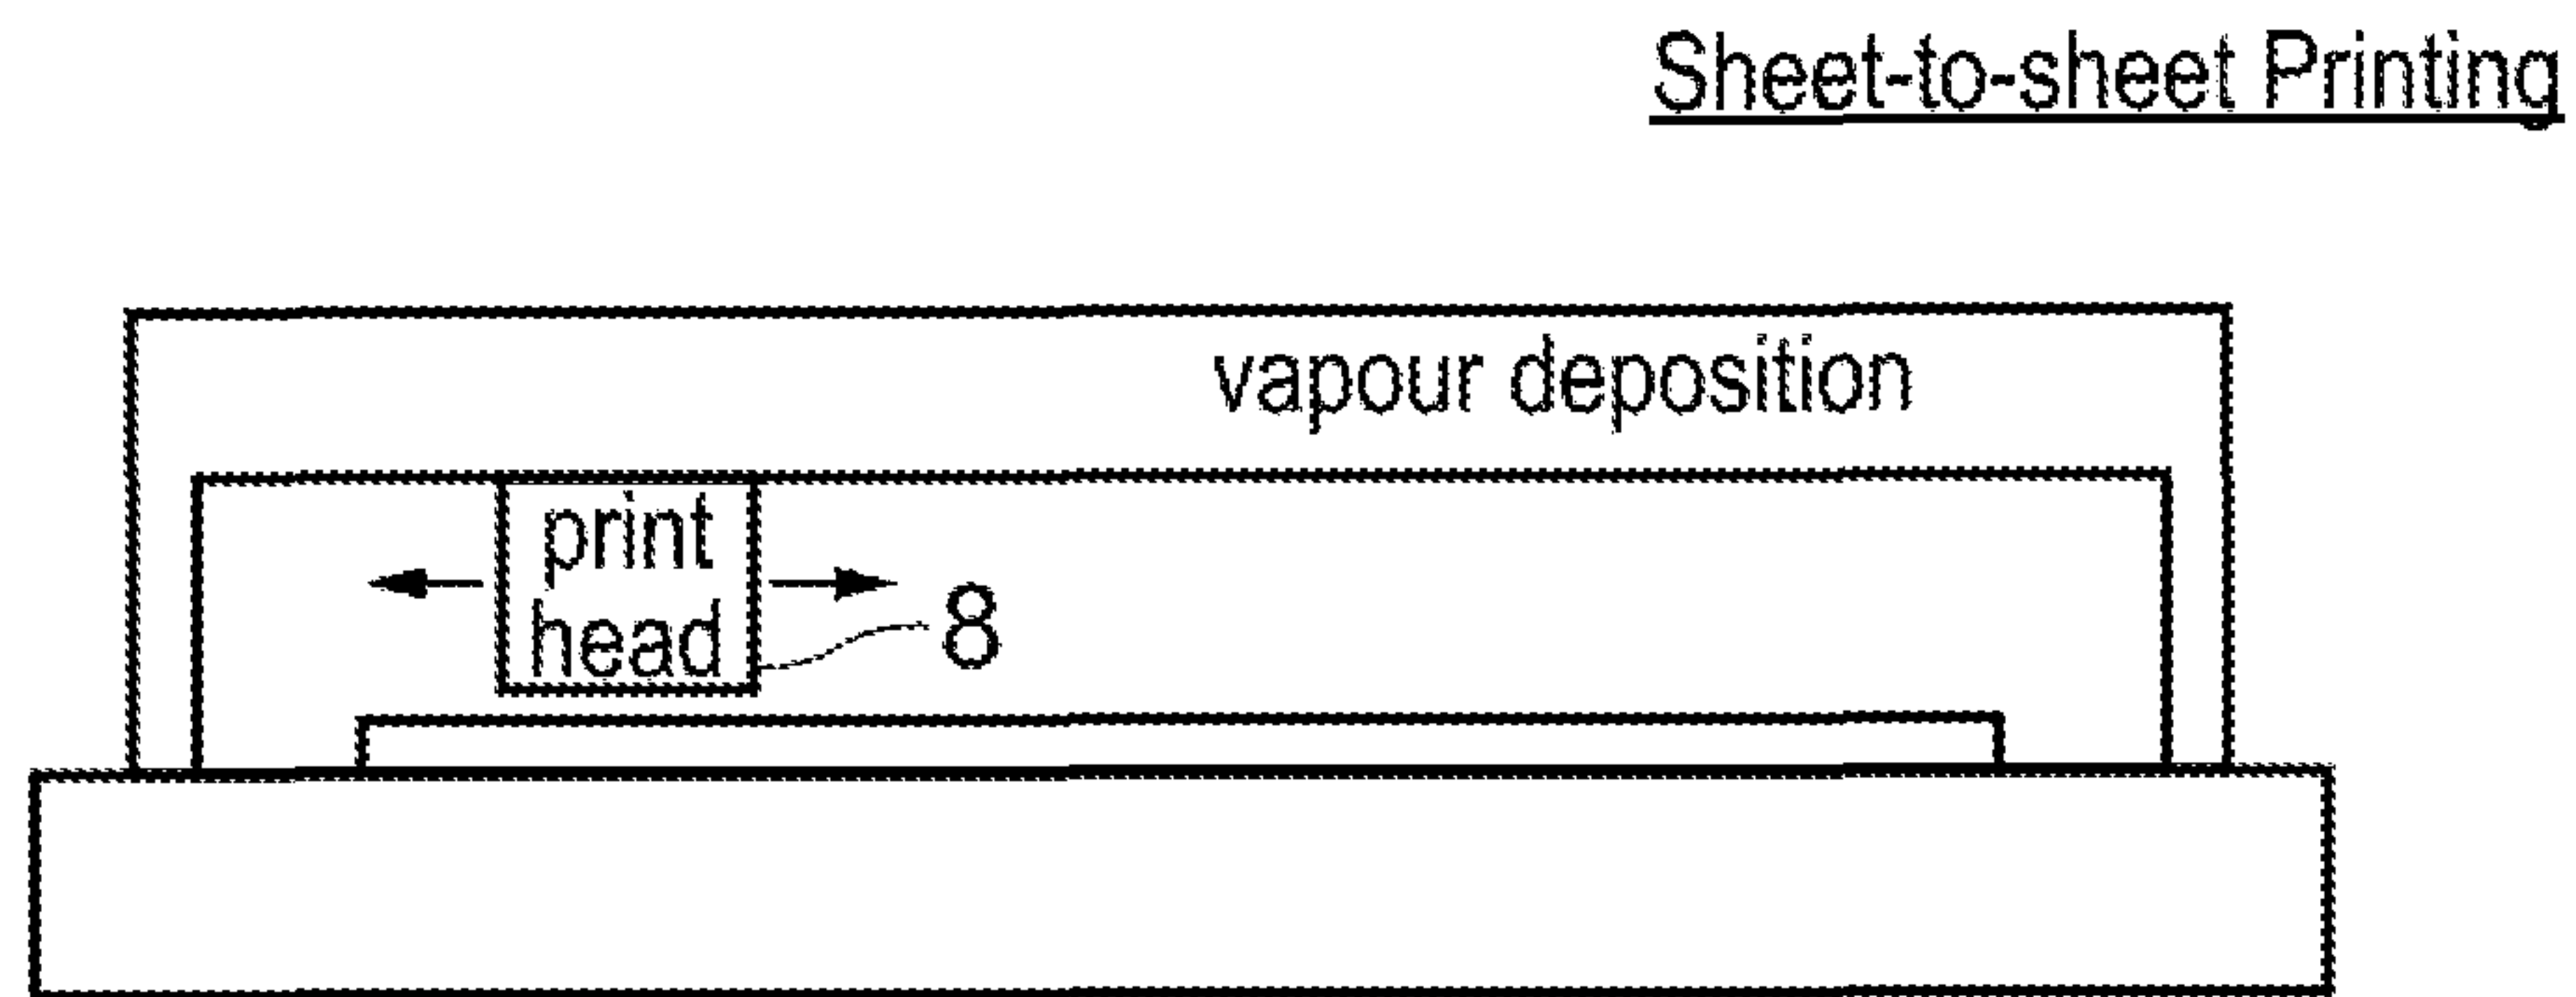 Sheet-to-sheet Printing
vapour deposition
print
head
8